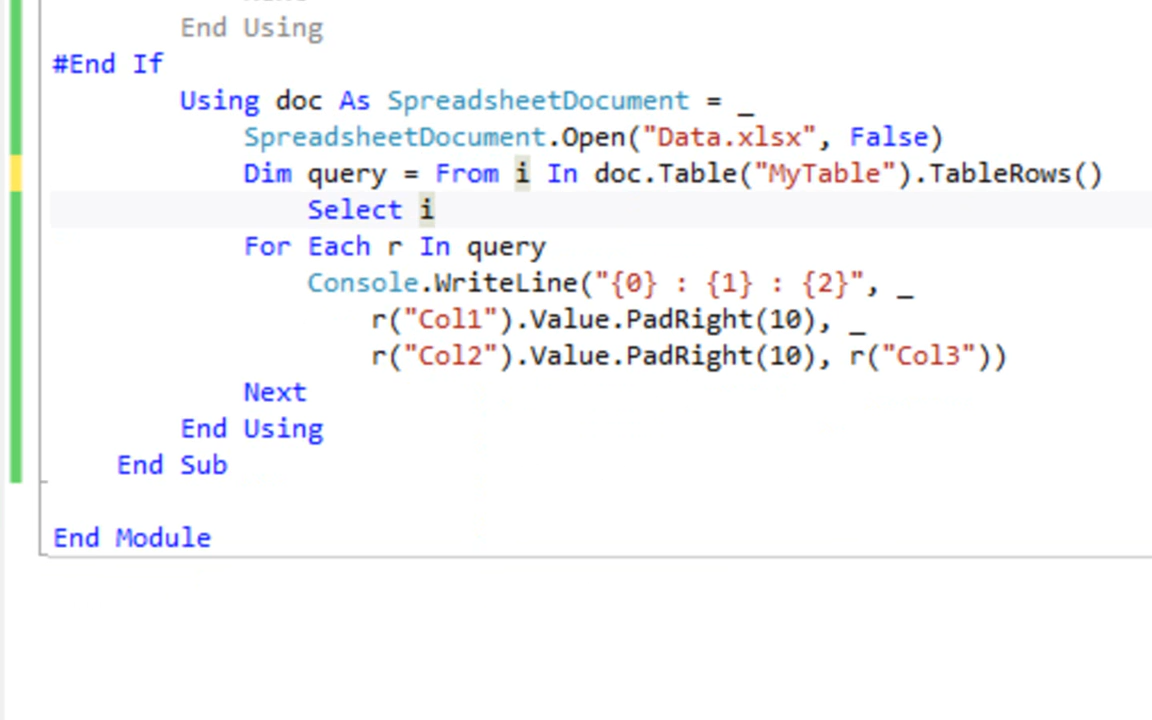 End Using
#End If
Using doc As SpreadsheetDocument = _
SpreadsheetDocument.Open("Data.xlsx", False)
Dim query = From i In doc.Table("MyTable").TableRows()
Select i
For Each r In query
Console.WriteLine("{0} : {1} : {2}", _
r("Col1").Value.PadRight(10), _
r("Col2").Value.PadRight(10), r("Col3"))
Next
End Using
End Sub
End Module